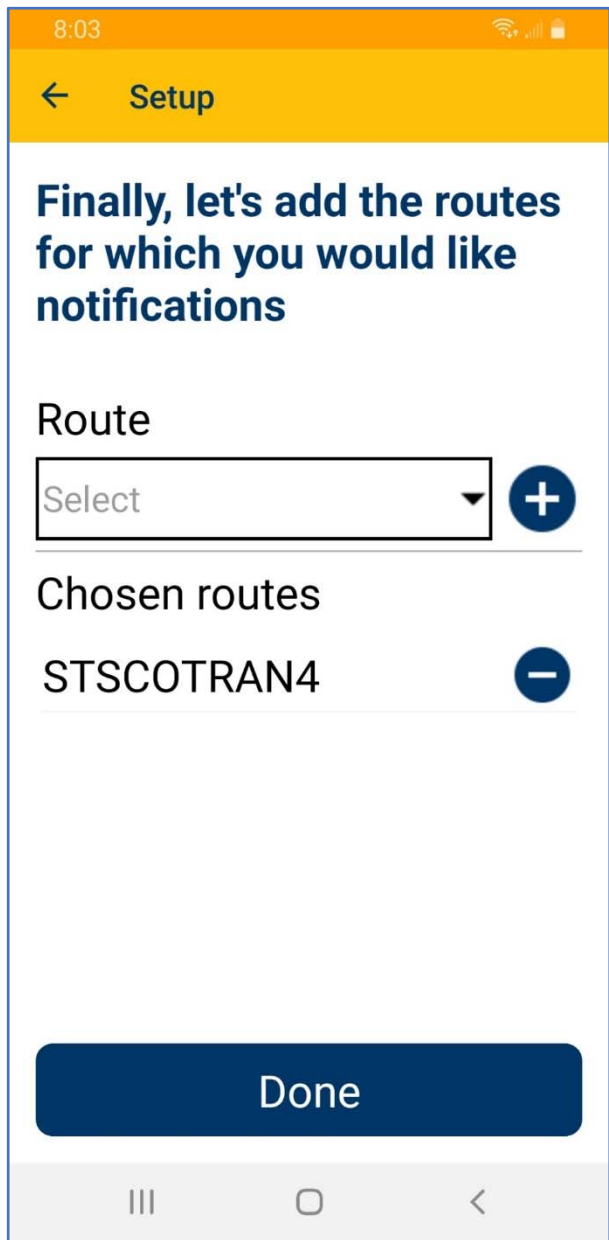 8:03
Setup
Finally, let's add the routes
for which you would like
notifications
Route
Select
Chosen routes
STSCOTRAN4
Done